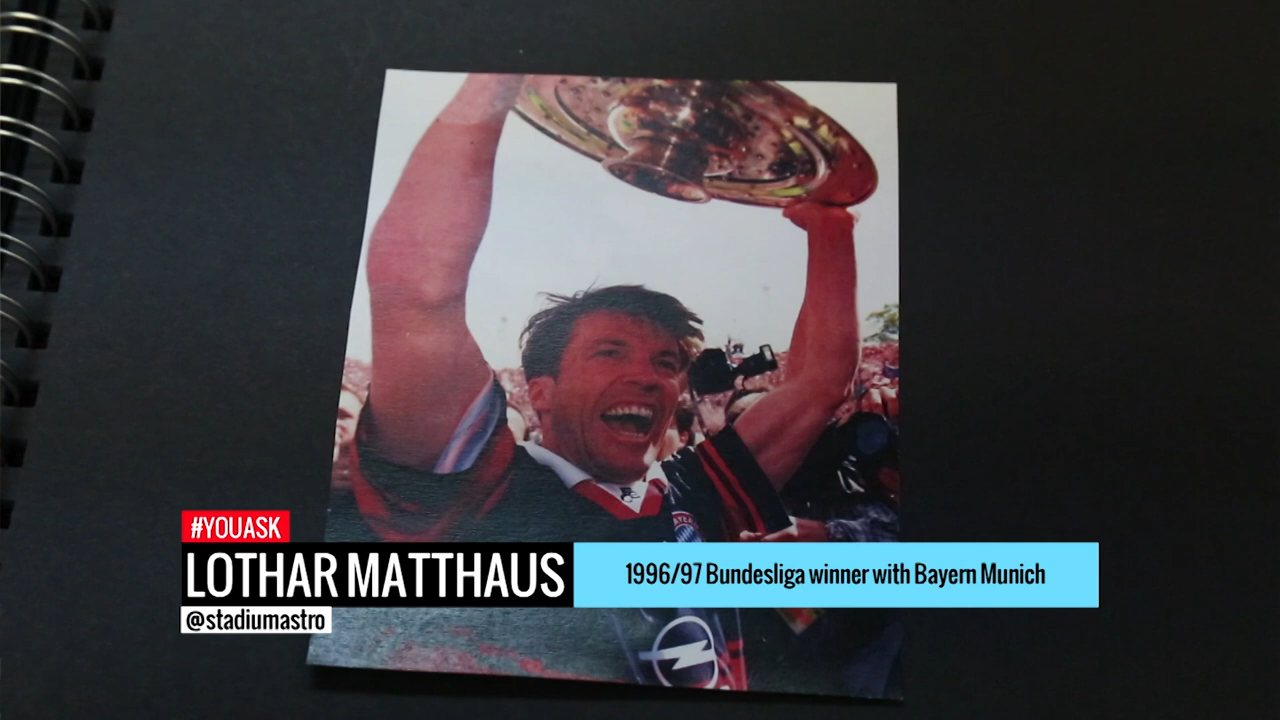 #YOUASK
LOTHAR MATTHAUS
1996/97 Bundesliga winner with Bayern Munich
@stadiumastro